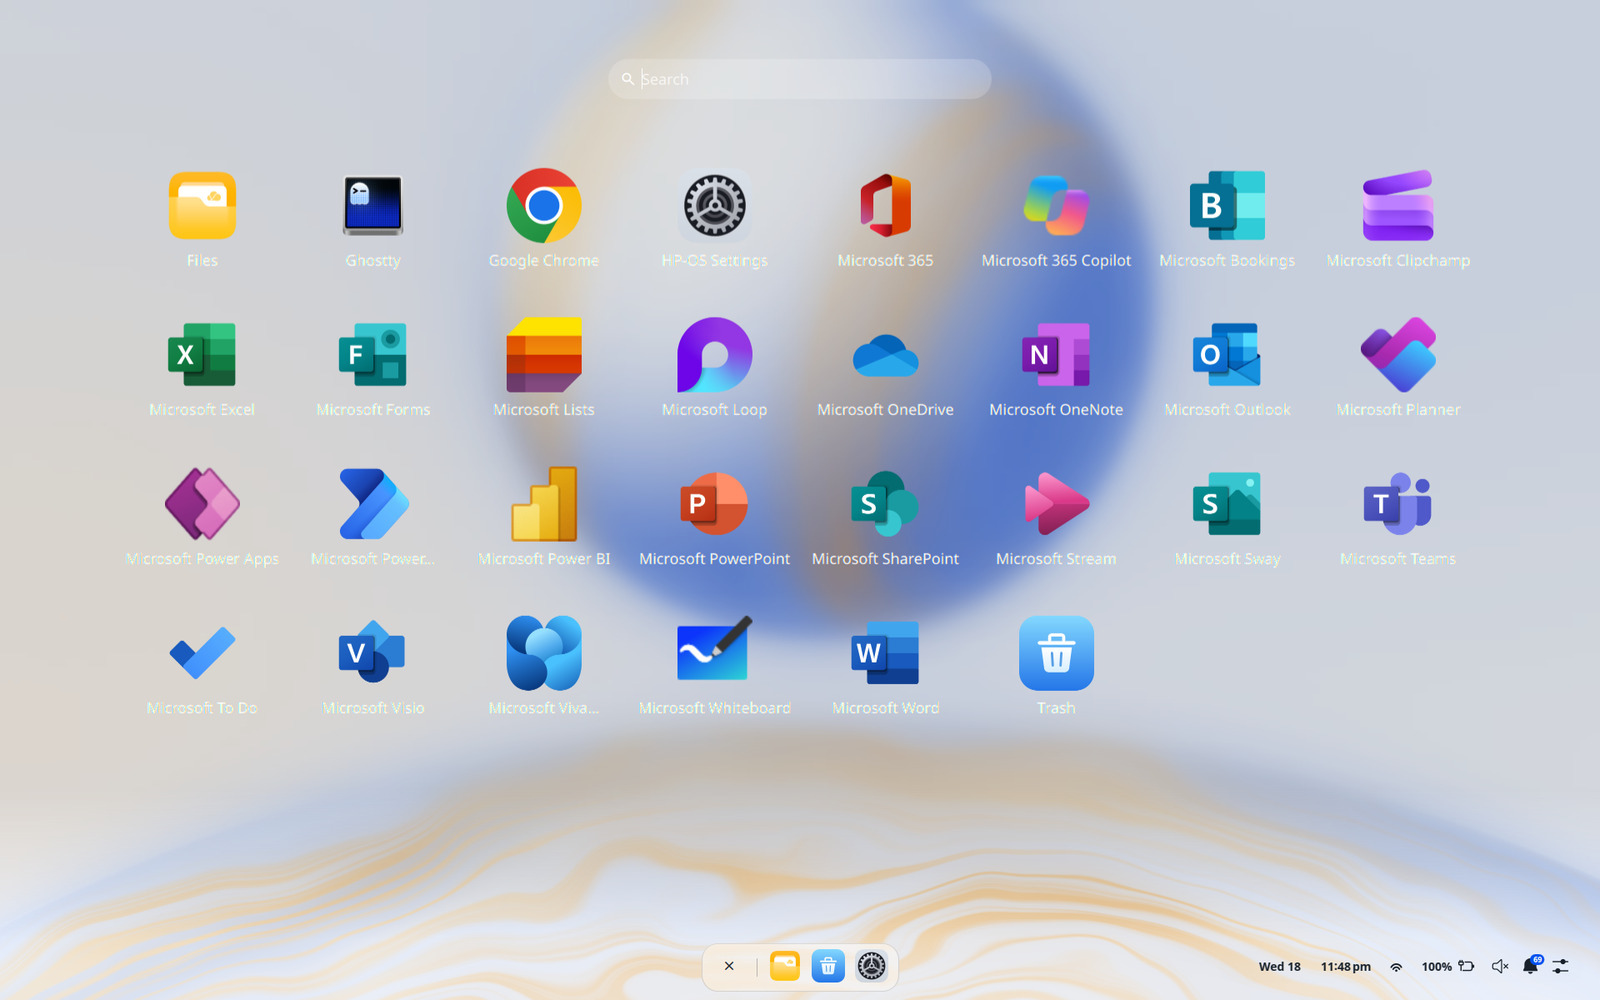 Search
Files
Ghostty
Google Chrome
HP-OS Settings
Microsoft 365
Microsoft 365 Copilot
B
Microsoft Bookings
Microsoft Clipchamp
X
Microsoft Excel
F
Microsoft Forms
Microsoft Lists
Microsoft Loop
Microsoft OneDrive
N
Microsoft OneNote
O
Microsoft Outlook
Microsoft Planner
Microsoft Power Apps
Microsoft Power...
Microsoft Power BI
P
Microsoft PowerPoint
S
Microsoft SharePoint
Microsoft Stream
S
Microsoft Sway
T
Microsoft Teams
Microsoft To Do
V
Microsoft Visio
Microsoft Viva...
Microsoft Whiteboard
W
Microsoft Word
Trash
Wed 18 11:48 pm 100% 69